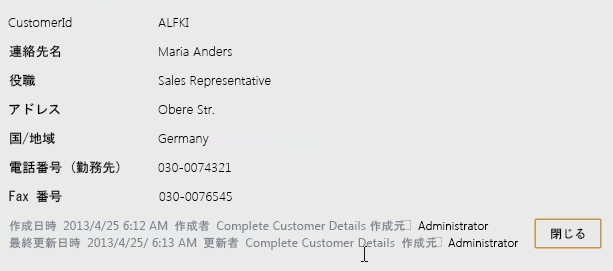 CustomerId ALFKI
連絡先名 Maria Anders
役職 Sales Representative
アドレス Obere Str.
国/地域 Germany
電話番号（勤務先） 030-0074321
Fax 番号 030-0076545
作成日時 2013/4/25 6:12 AM 作成者 Complete Customer Details 作成元 Administrator
最終更新日時 2013/4/25/ 6:13 AM 更新者 Complete Customer Details 作成元 Administrator
閉じる